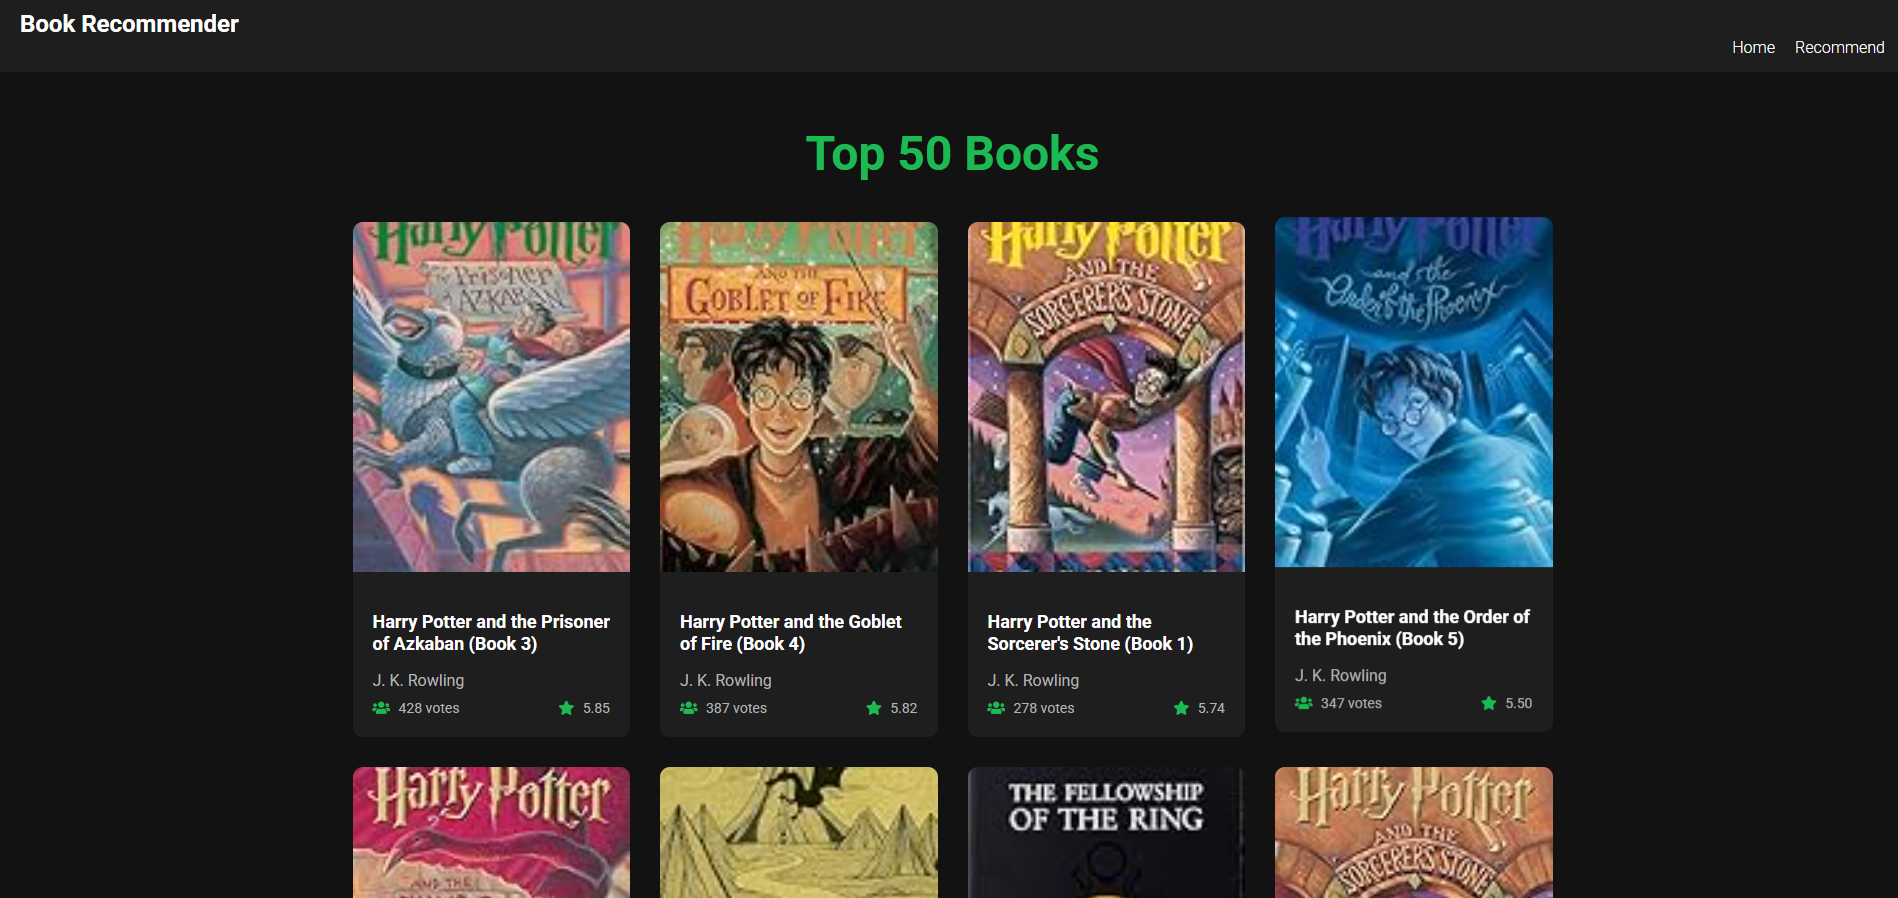 Book Recommender
Home Recommend
Top 50 Books
Harry Potter
The Prisoner
of AZKABAN
Harry Potter
AND THE
GOBLET OF FIRE
Harry Potter
AND THE
SORCERER'S STONE
Harry Potter
and the
Order of the Phoenix
Harry Potter and the Prisoner
of Azkaban (Book 3)
J. K. Rowling
428 votes 5.85
Harry Potter and the Goblet
of Fire (Book 4)
J. K. Rowling
387 votes 5.82
Harry Potter and the
Sorcerer's Stone (Book 1)
J. K. Rowling
278 votes 5.74
Harry Potter and the Order of
the Phoenix (Book 5)
J. K. Rowling
347 votes 5.50
Harry Potter
AND THE
THE FELLOWSHIP
OF THE RING
Harry Potter
AND THE
SORCERER'S STONE